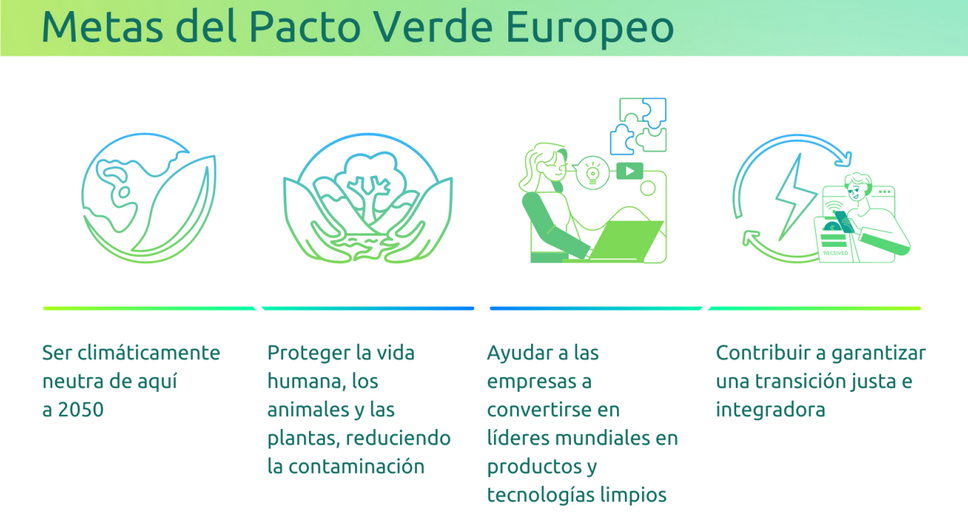 Metas del Pacto Verde Europeo
RECEIVED
Ser climáticamente
neutra de aquí
a 2050
Proteger la vida
humana, los
animales y las
plantas, reduciendo
la contaminación
Ayudar a las
empresas a
convertirse en
líderes mundiales en
productos y
tecnologías limpios
Contribuir a garantizar
una transición justa e
integradora